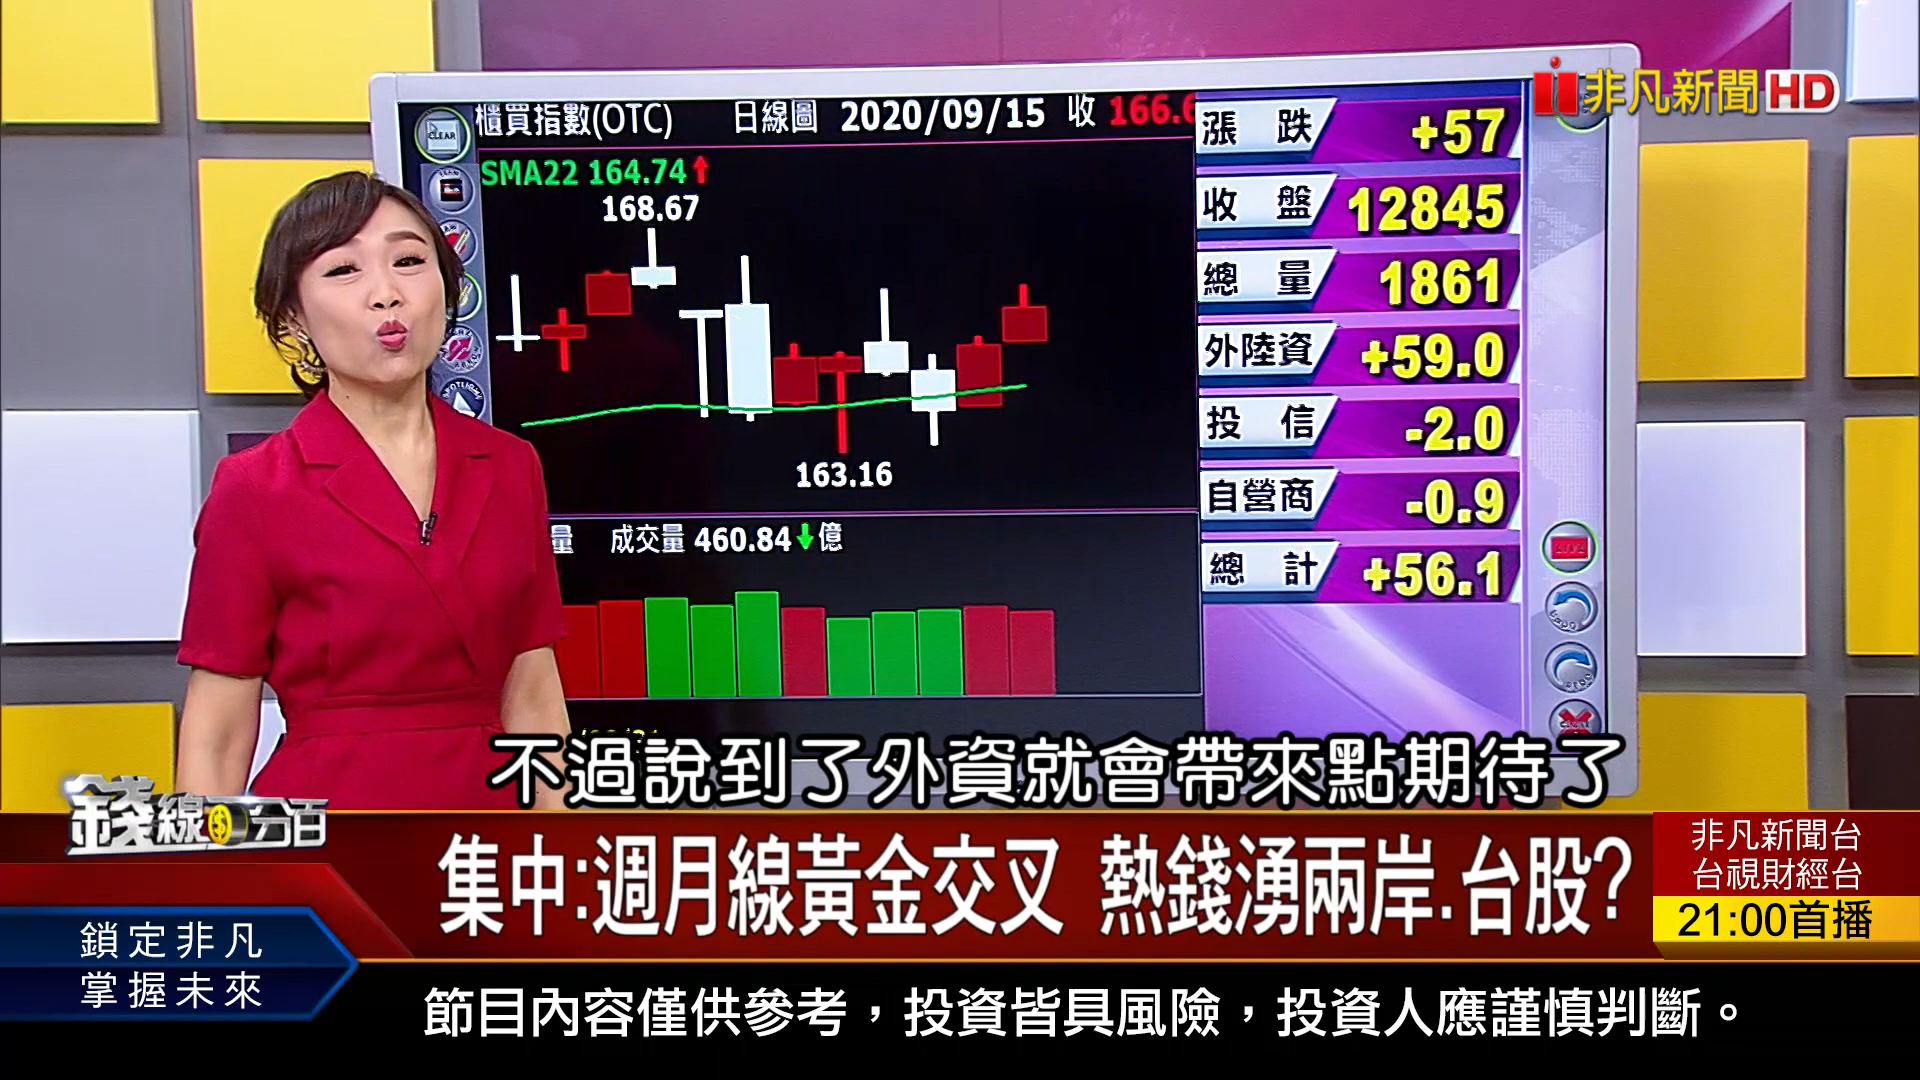 非凡新聞HD
櫃買指數(OTC) 日線圖 2020/09/15 收 166.6
SMA22 164.74
168.67
163.16
量 成交量 460.84 億
CLEAR
漲跌 +57
收盤 12845
總量 1861
外陸資 +59.0
投信 -2.0
自營商 -0.9
總計 +56.1
不過說到了外資就會帶來點期待了
錢線百分百
集中:週月線黃金交叉 熱錢湧兩岸.台股?
非凡新聞台
台視財經台
21:00首播
鎖定非凡
掌握未來
節目內容僅供參考，投資皆具風險，投資人應謹慎判斷。